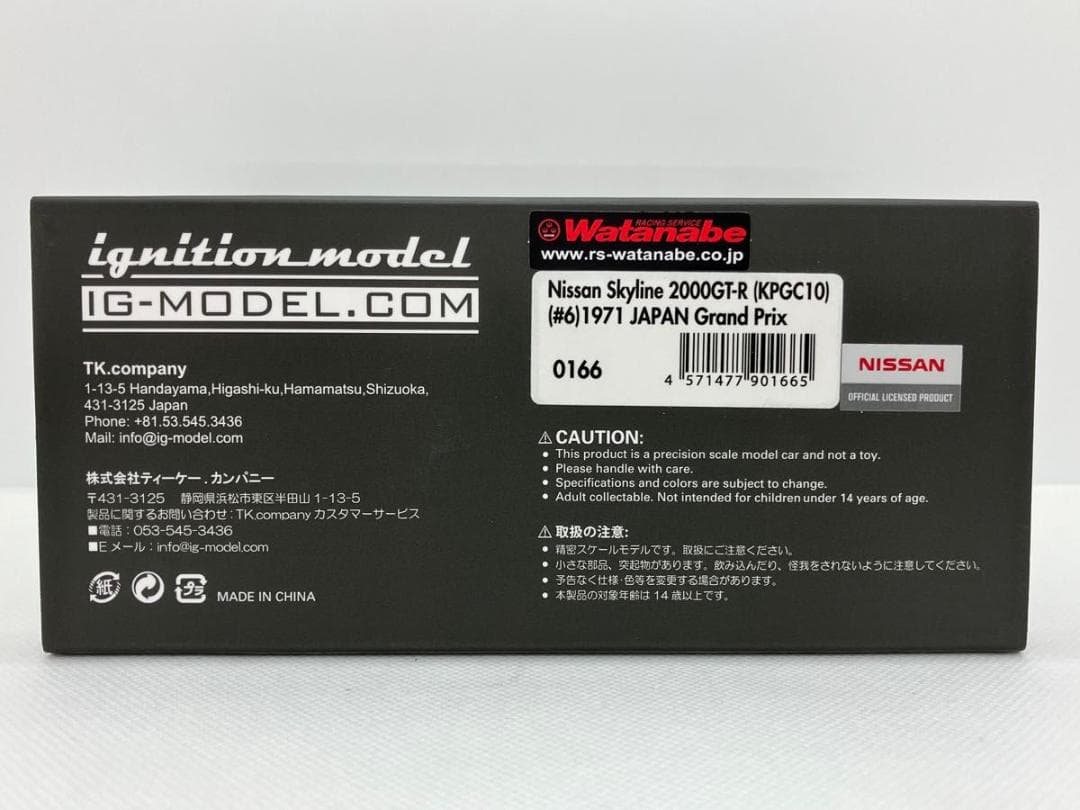 ignition model
IG-MODEL.COM
TK.company
1-13-5 Handayama,Higashi-ku,Hamamatsu,Shizuoka,
431-3125 Japan
Phone: +81.53.545.3436
Mail: info@ig-model.com
株式会社ティーケー.カンパニー
〒431-3125 静岡県浜松市東区半田山 1-13-5
製品に関するお問い合わせ:TK.company カスタマーサービス
■電話:053-545-3436
■E メール:info@ig-model.com
紙
プラ
MADE IN CHINA
RACING SERVICE
Watanabe
www.rs-watanabe.co.jp
Nissan Skyline 2000GT-R (KPGC10)
(#6)1971 JAPAN Grand Prix
0166
4 571477 901665
NISSAN
OFFICIAL LICENSED PRODUCT
⚠ CAUTION:
● This product is a precision scale model car and not a toy.
● Please handle with care.
● Specifications and colors are subject to change.
● Adult collectable. Not intended for children under 14 years of age.
⚠ 取扱の注意:
● 精密スケールモデルです。取扱にご注意ください。
● 小さな部品、突起物があります。飲み込んだり、怪我をされないように注意してください。
● 予告なく仕様・色等を変更する場合があります。
● 本製品の対象年齢は 14 歳以上です。